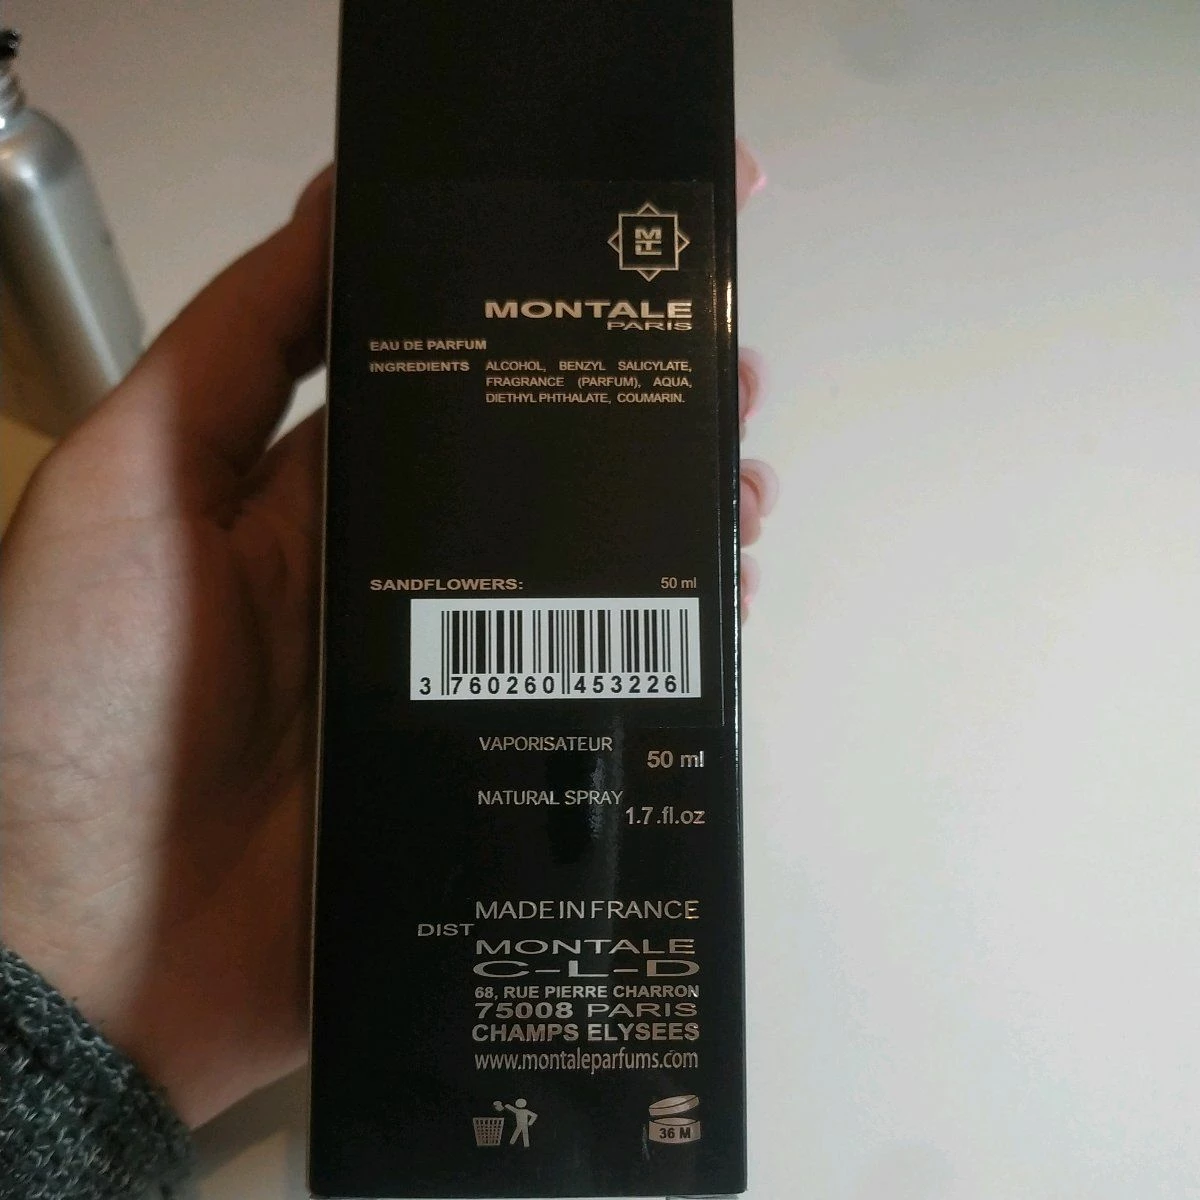 MT
MONTALE
PARIS
EAU DE PARFUM
INGREDIENTS ALCOHOL, BENZYL SALICYLATE,
FRAGRANCE (PARFUM), AQUA,
DIETHYL PHTHALATE, COUMARIN.
SANDFLOWERS: 50 ml
3 760260 453226
VAPORISATEUR 50 ml
NATURAL SPRAY 1.7.fl.oz
MADE IN FRANCE
DIST MONTALE
C-L-D
68, RUE PIERRE CHARRON
75008 PARIS
CHAMPS ELYSEES
www.montaleparfums.com
36 M